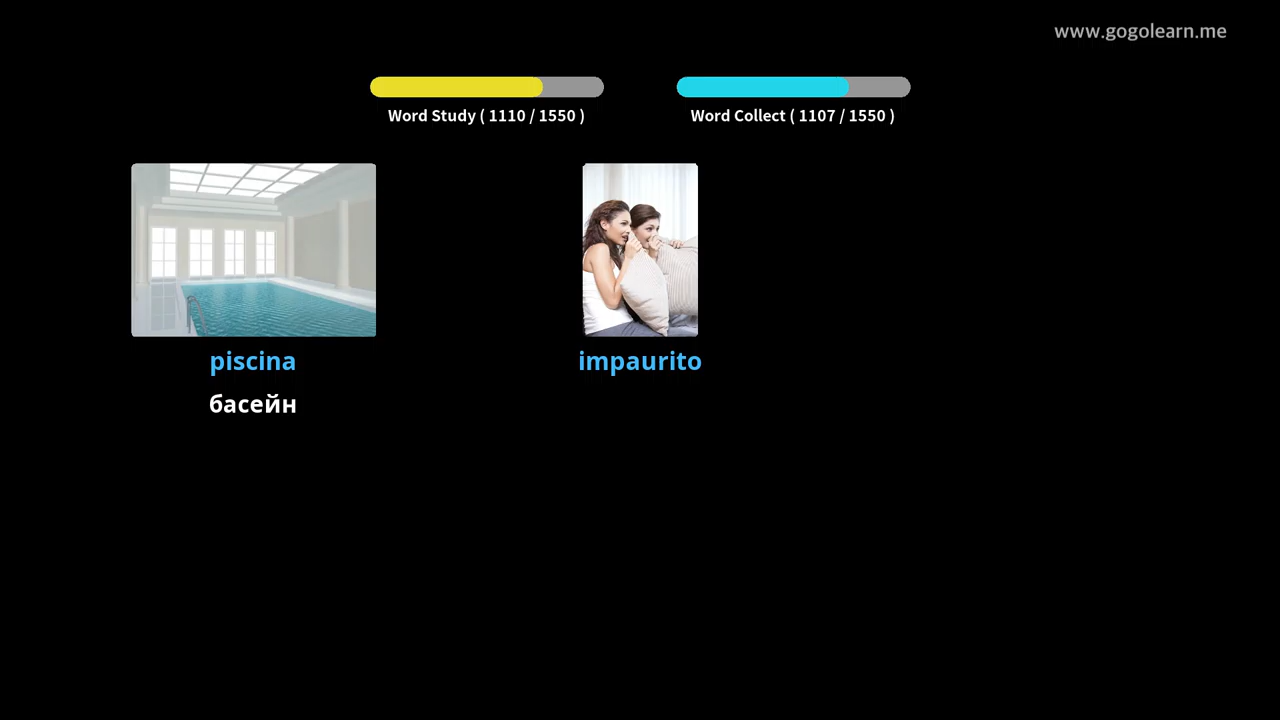 www.gogolearn.me
Word Study ( 1110 / 1550 )
Word Collect ( 1107 / 1550 )
piscina
impaurito
басейн